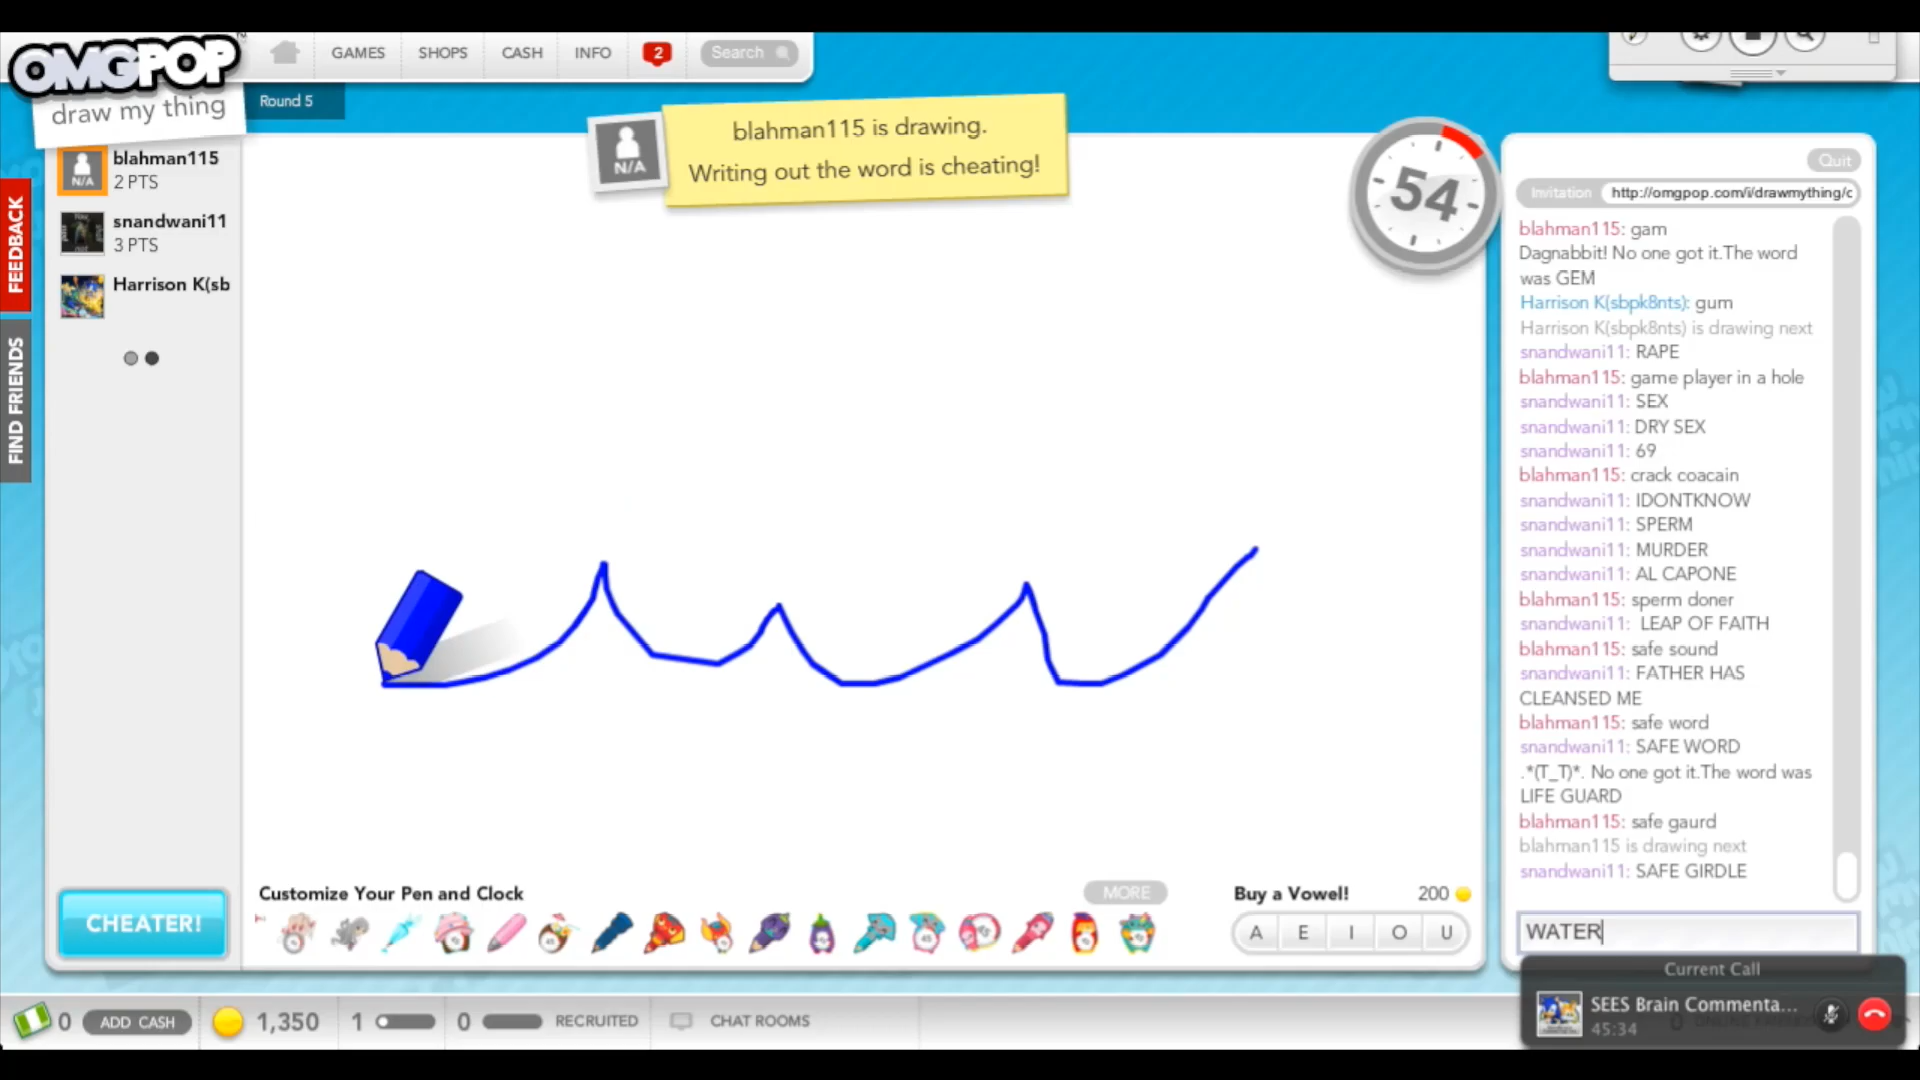 OMGPOP
draw my thing
GAMES
SHOPS
CASH
INFO
2
Search
Round 5
blahman115
2 PTS
snandwani11
3 PTS
Harrison K(sb
N/A
FEEDBACK
FIND FRIENDS
N/A
blahman115 is drawing.
Writing out the word is cheating!
54
Quit
Invitation http://omgpop.com/i/drawmything/c
blahman115: gam
Dagnabbit! No one got it.The word
was GEM
Harrison K(sbpk8nts): gum
Harrison K(sbpk8nts) is drawing next
snandwani11: RAPE
blahman115: game player in a hole
snandwani11: SEX
snandwani11: DRY SEX
snandwani11: 69
blahman115: crack coacain
snandwani11: IDONTKNOW
snandwani11: SPERM
snandwani11: MURDER
snandwani11: AL CAPONE
blahman115: sperm doner
snandwani11: LEAP OF FAITH
blahman115: safe sound
snandwani11: FATHER HAS
CLEANSED ME
blahman115: safe word
snandwani11: SAFE WORD
.*(T_T)*. No one got it.The word was
LIFE GUARD
blahman115: safe gaurd
blahman115 is drawing next
snandwani11: SAFE GIRDLE
WATER
CHEATER!
Customize Your Pen and Clock
MORE
Buy a Vowel!
200
A E I O U
0
ADD CASH
1,350
1
0
RECRUITED
CHAT ROOMS
Current Call
SEES Brain Commenta...
45:34